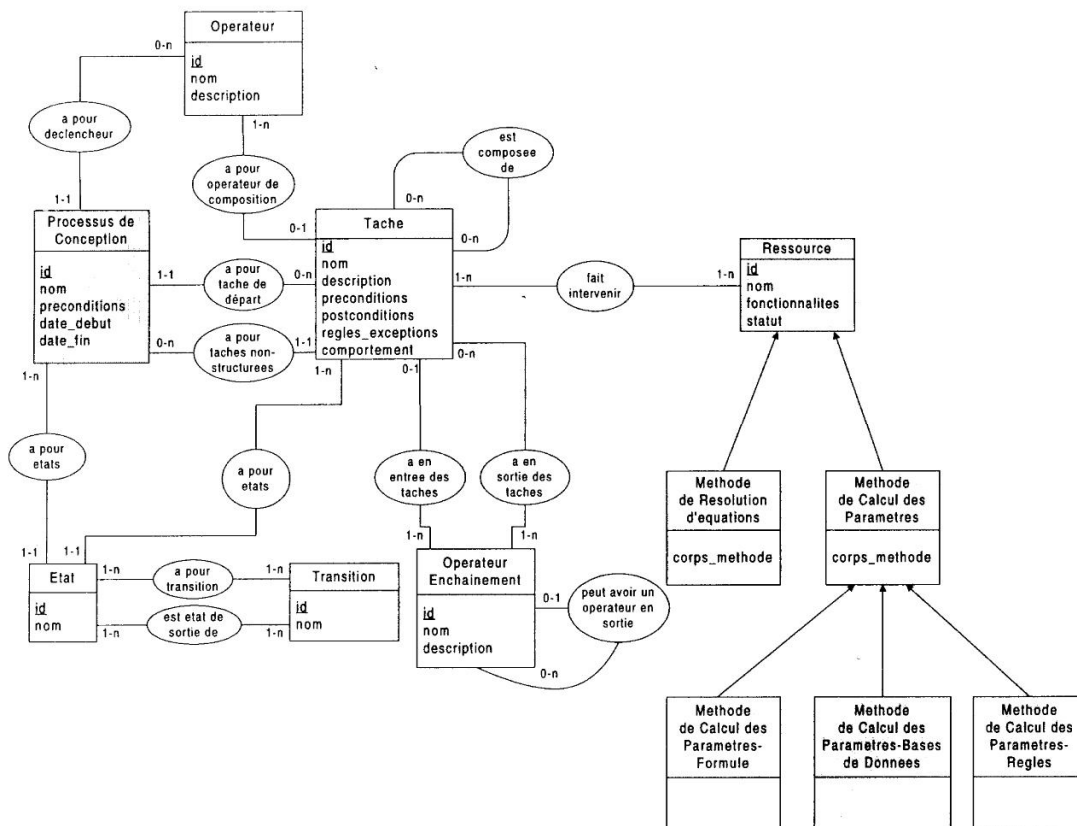 Operateur
id
nom
description
0-n
1-n
a pour
declencheur
a pour
operateur de
composition
est
composee
de
1-1
0-1
0-n
0-n
Processus de
Conception
id
nom
preconditions
date_debut
date_fin
1-1
a pour
tache de
départ
0-n
0-n
a pour
taches non-
structurees
1-1
Tache
id
nom
description
preconditions
postconditions
regles_exceptions
comportement
1-n
fait
intervenir
1-n
Ressource
id
nom
fonctionnalites
statut
1-n
1-n
0-1
0-n
a pour
etats
a pour
etats
a en
entree des
taches
a en
sortie des
taches
Methode
de Resolution
d'equations
corps_methode
Methode
de Calcul des
Parametres
corps_methode
1-1
1-1
1-n
1-n
Etat
id
nom
1-n
a pour
transition
1-n
1-n
est etat de
sortie de
1-n
Transition
id
nom
Operateur
Enchainement
id
nom
description
0-1
peut avoir un
operateur en
sortie
0-n
Methode
de Calcul des
Parametres-
Formule
Methode
de Calcul des
Parametres-Bases
de Donnees
Methode
de Calcul des
Parametres-
Regles